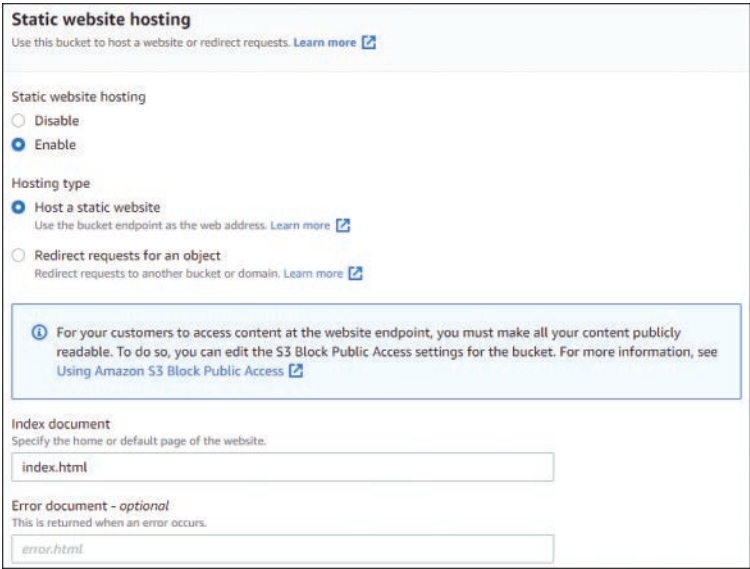 Static website hosting
Use this bucket to host a website or redirect requests. Learn more
Static website hosting
Disable
Enable
Hosting type
Host a static website
Use the bucket endpoint as the web address. Learn more
Redirect requests for an object
Redirect requests to another bucket or domain. Learn more
For your customers to access content at the website endpoint, you must make all your content publicly
readable. To do so, you can edit the S3 Block Public Access settings for the bucket. For more information, see
Using Amazon S3 Block Public Access
Index document
Specify the home or default page of the website.
index.html
Error document - optional
This is returned when an error occurs.
error.html